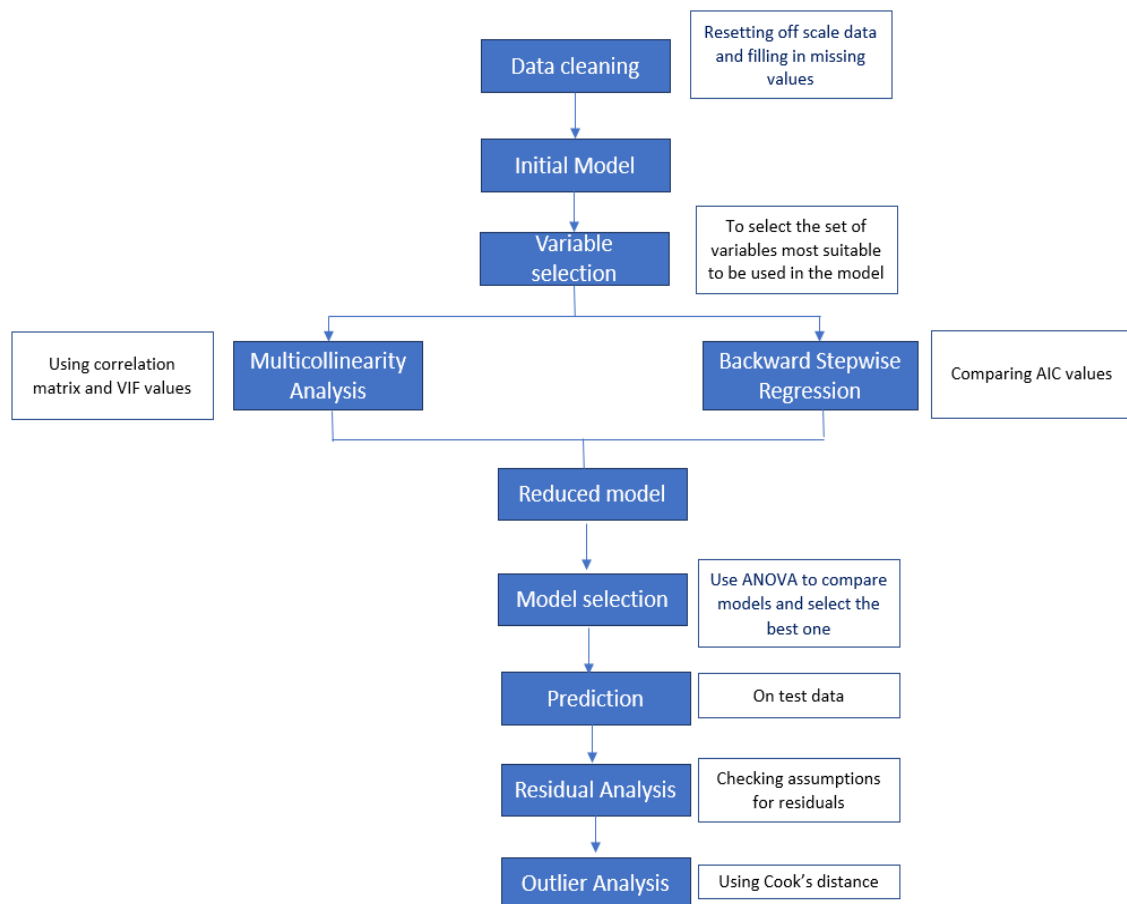 Data cleaning
Resetting off scale data
and filling in missing
values
Initial Model
Variable
selection
To select the set of
variables most suitable
to be used in the model
Using correlation
matrix and VIF values
Multicollinearity
Analysis
Backward Stepwise
Regression
Comparing AIC values
Reduced model
Model selection
Use ANOVA to compare
models and select the
best one
Prediction
On test data
Residual Analysis
Checking assumptions
for residuals
Outlier Analysis
Using Cook’s distance